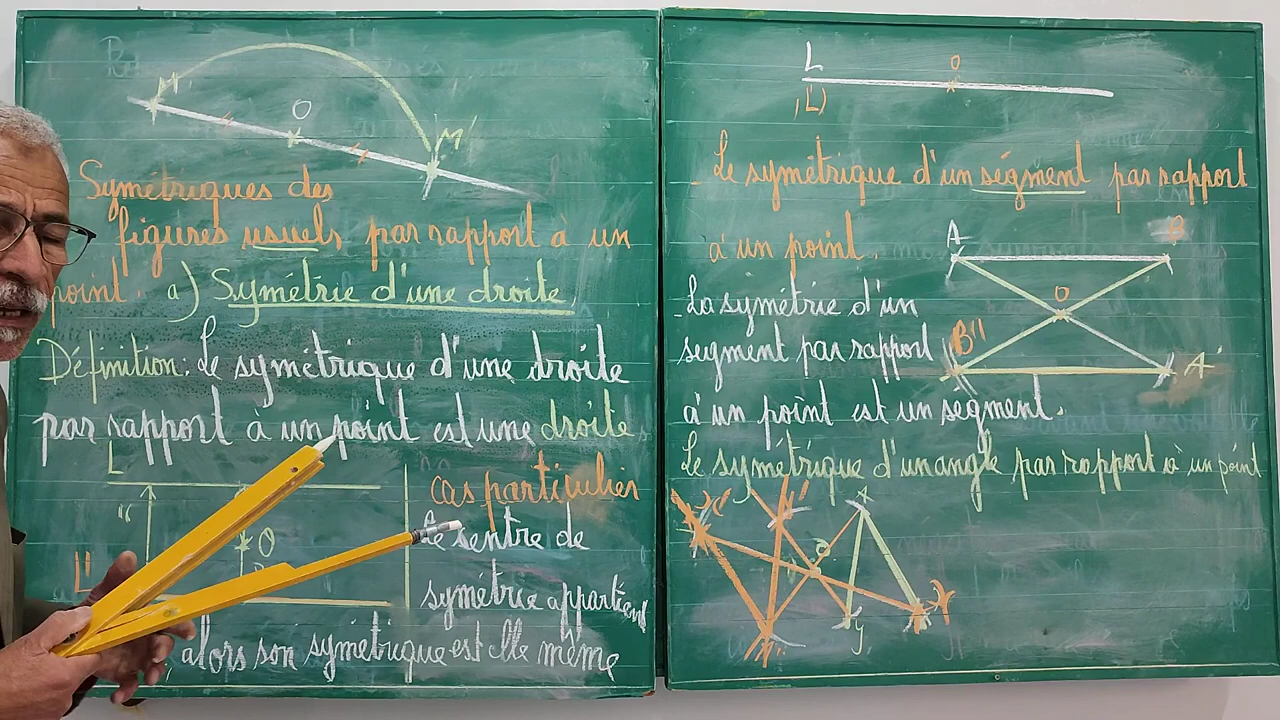 M
O
M'
Symétriques des
figures usuels par rapport à un
point. a) Symétrie d'une droite
Définition: Le symétrique d'une droite
par rapport à un point est une droite
L
O
L'
cas particulier
Le sentre de
symétrie appartient
alors son symétrique est elle même
L
O
(L')
- Le symétrique d'un ségment par rapport
à un point.
A
B
O
B'
A'
- La symétrie d'un
segment par rapport
à un point est un ségment.
Le symétrique d'un angle par rapport à un point
x'
y'
A
O
y
x